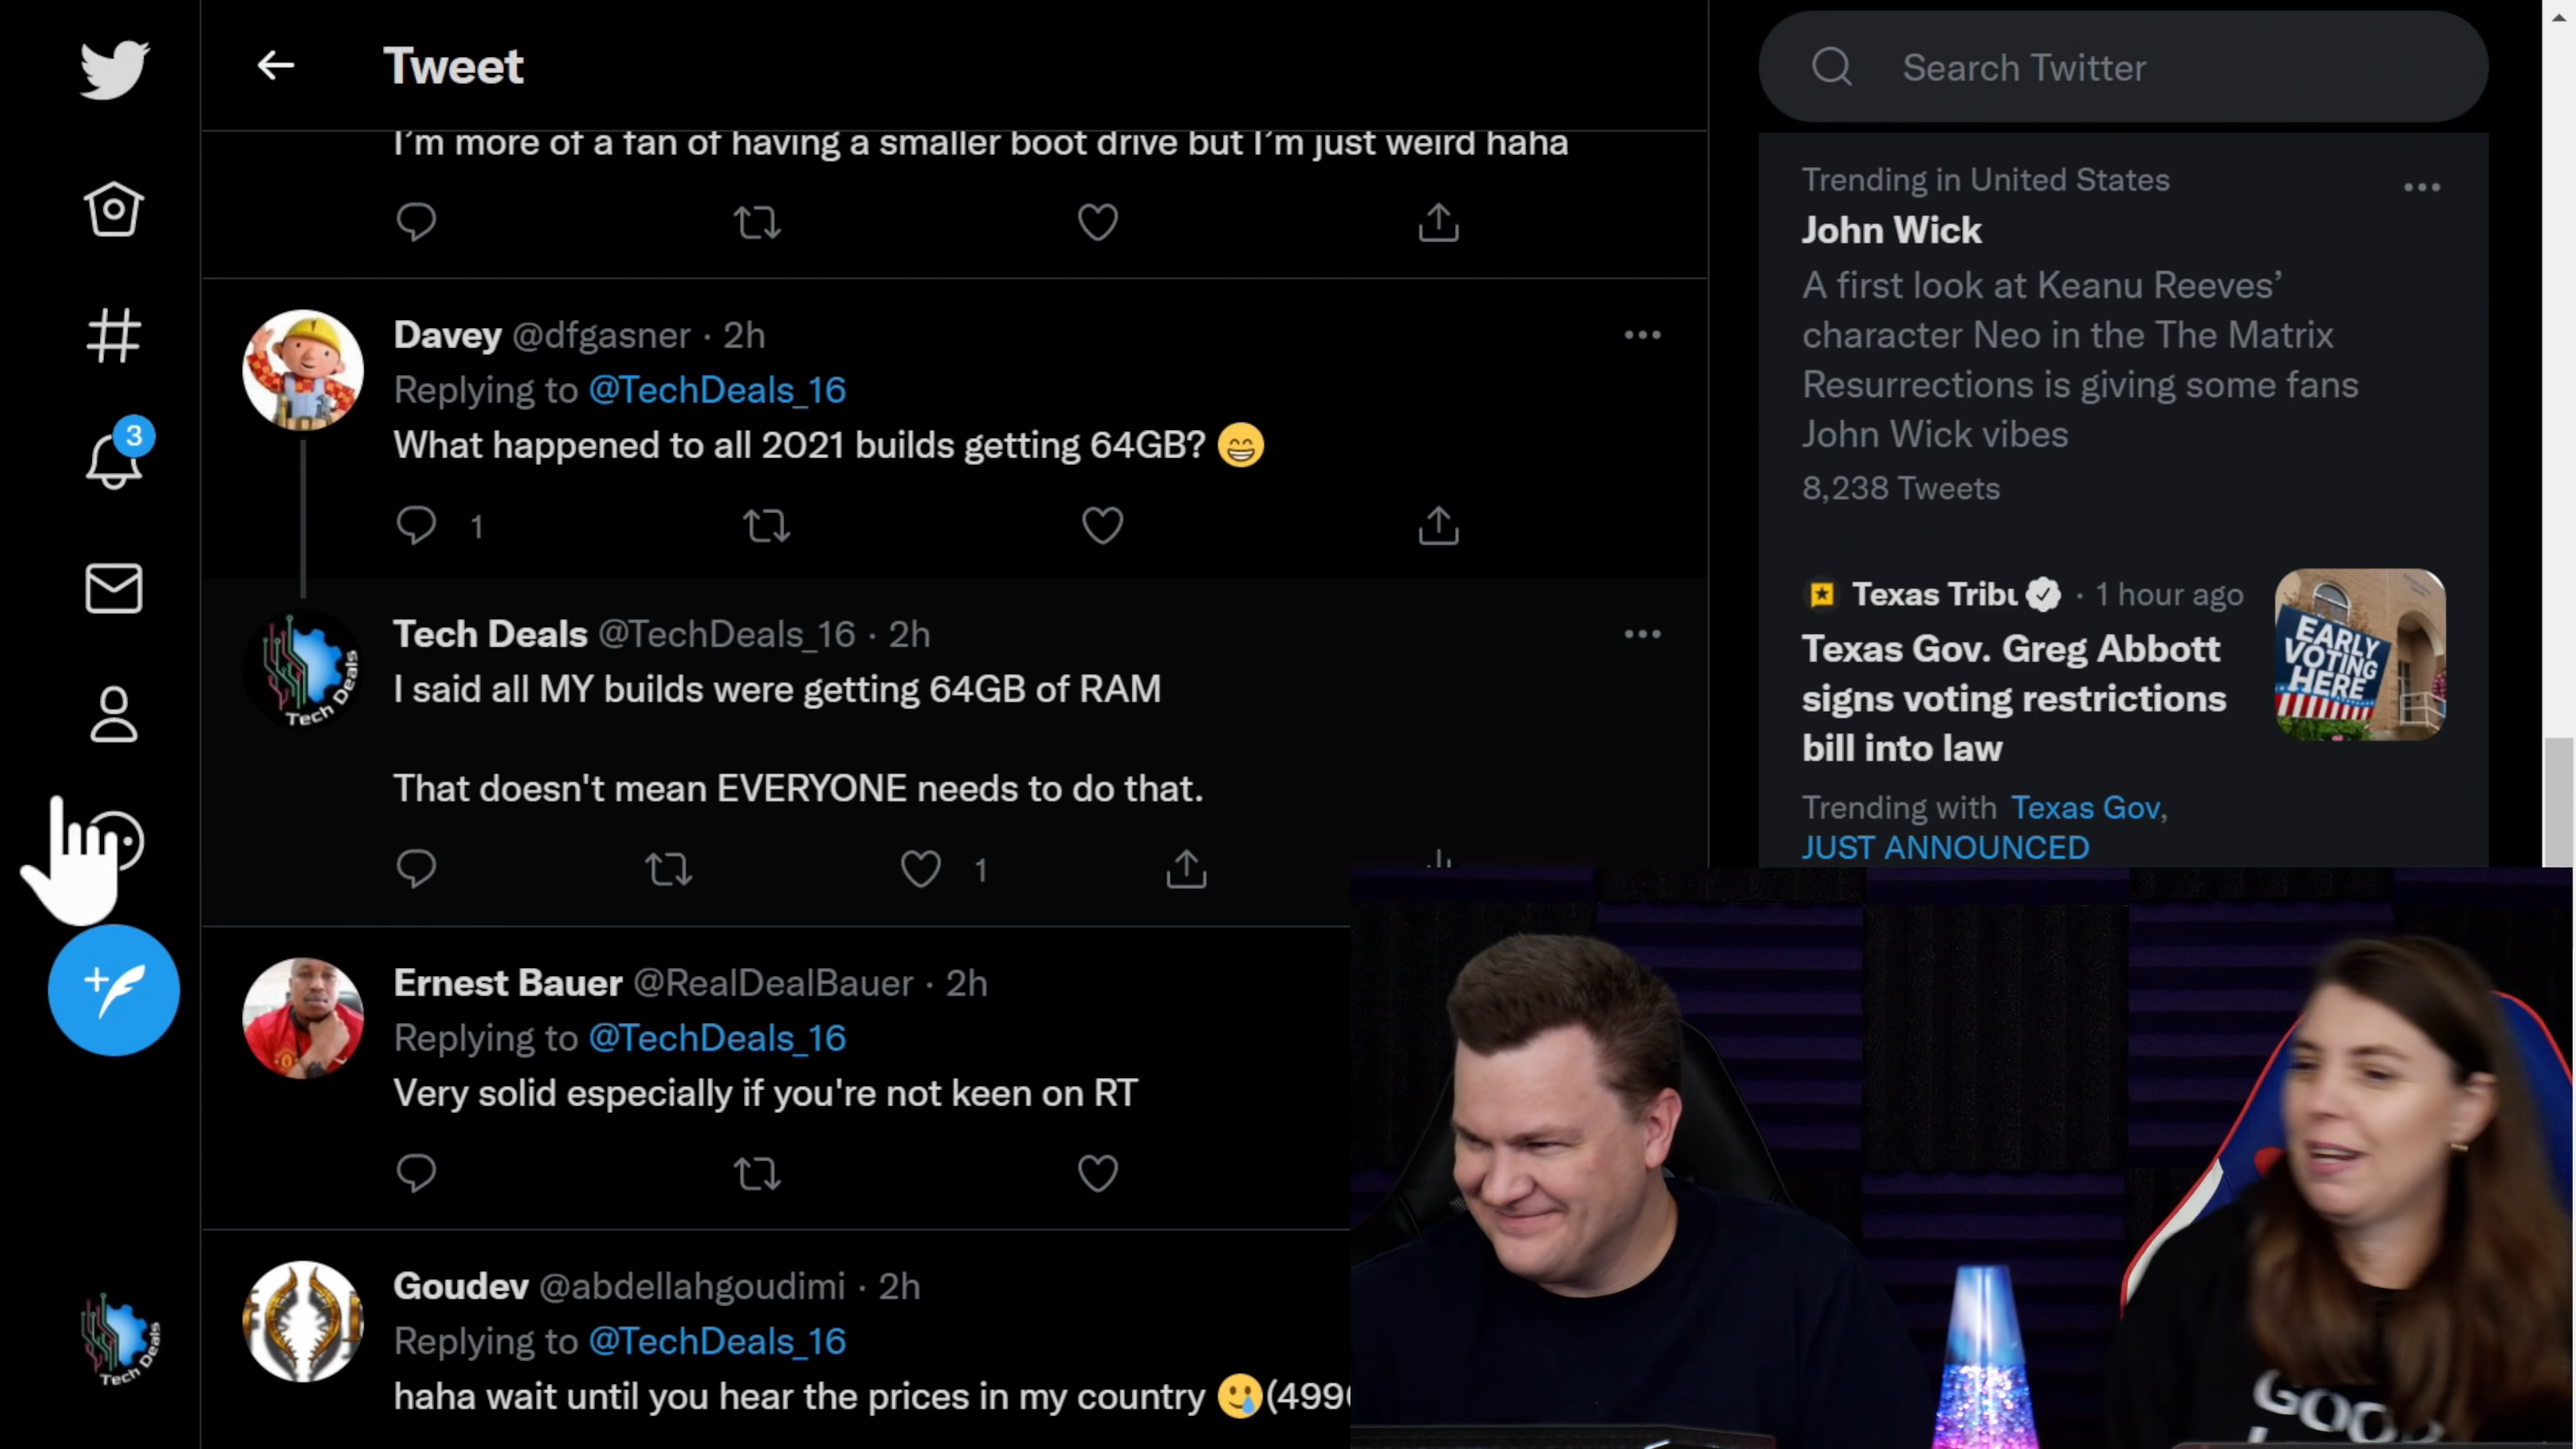 Tweet
I'm more of a fan of having a smaller boot drive but I'm just weird haha
Davey @dfgasner · 2h
Replying to @TechDeals_16
What happened to all 2021 builds getting 64GB? 😁
1
Tech Deals @TechDeals_16 · 2h
I said all MY builds were getting 64GB of RAM
That doesn't mean EVERYONE needs to do that.
1
Ernest Bauer @RealDealBauer · 2h
Replying to @TechDeals_16
Very solid especially if you're not keen on RT
Goudev @abdellahgoudimi · 2h
Replying to @TechDeals_16
haha wait until you hear the prices in my country 🥲(499
3
Tech Deals
Tech Deals
Search Twitter
Trending in United States
John Wick
A first look at Keanu Reeves'
character Neo in the The Matrix
Resurrections is giving some fans
John Wick vibes
8,238 Tweets
Texas Tribu · 1 hour ago
Texas Gov. Greg Abbott
signs voting restrictions
bill into law
EARLY
VOTING
HERE
Trending with Texas Gov,
JUST ANNOUNCED